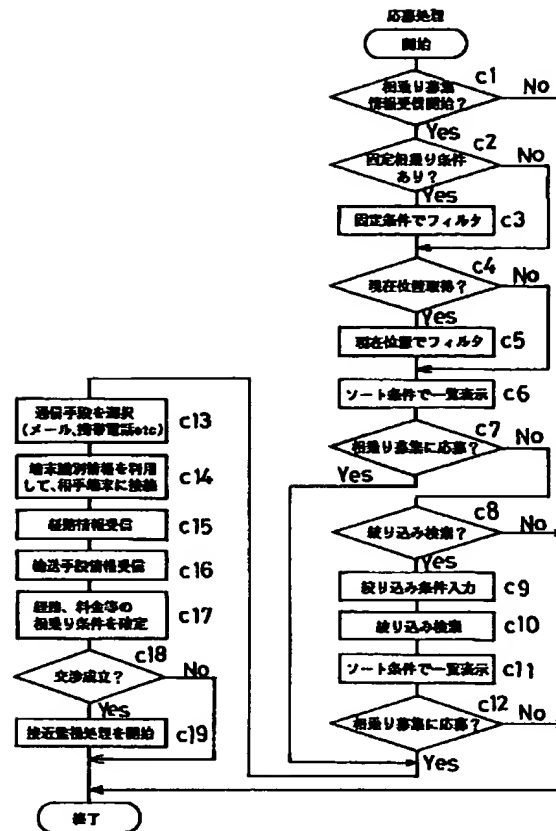 応募処理
開始
c1
相乗り募集
情報受信開始？
No
Yes
c2
固定相乗り条件
あり？
No
Yes
固定条件でフィルタ
c3
c4
現在位置取得？
No
Yes
現在位置でフィルタ
c5
ソート条件で一覧表示
c6
c7
相乗り募集に応募？
No
Yes
c8
絞り込み検索？
No
Yes
絞り込み条件入力
c9
絞り込み検索
c10
ソート条件で一覧表示
c11
c12
相乗り募集に応募？
No
Yes
通信手段を選択
(メール、携帯電話etc)
c13
端末識別情報を利用
して、相手端末に接続
c14
経路情報受信
c15
輸送手段情報受信
c16
経路、料金等の
相乗り条件を確定
c17
c18
交渉成立？
No
Yes
接近監視処理を開始
c19
終了